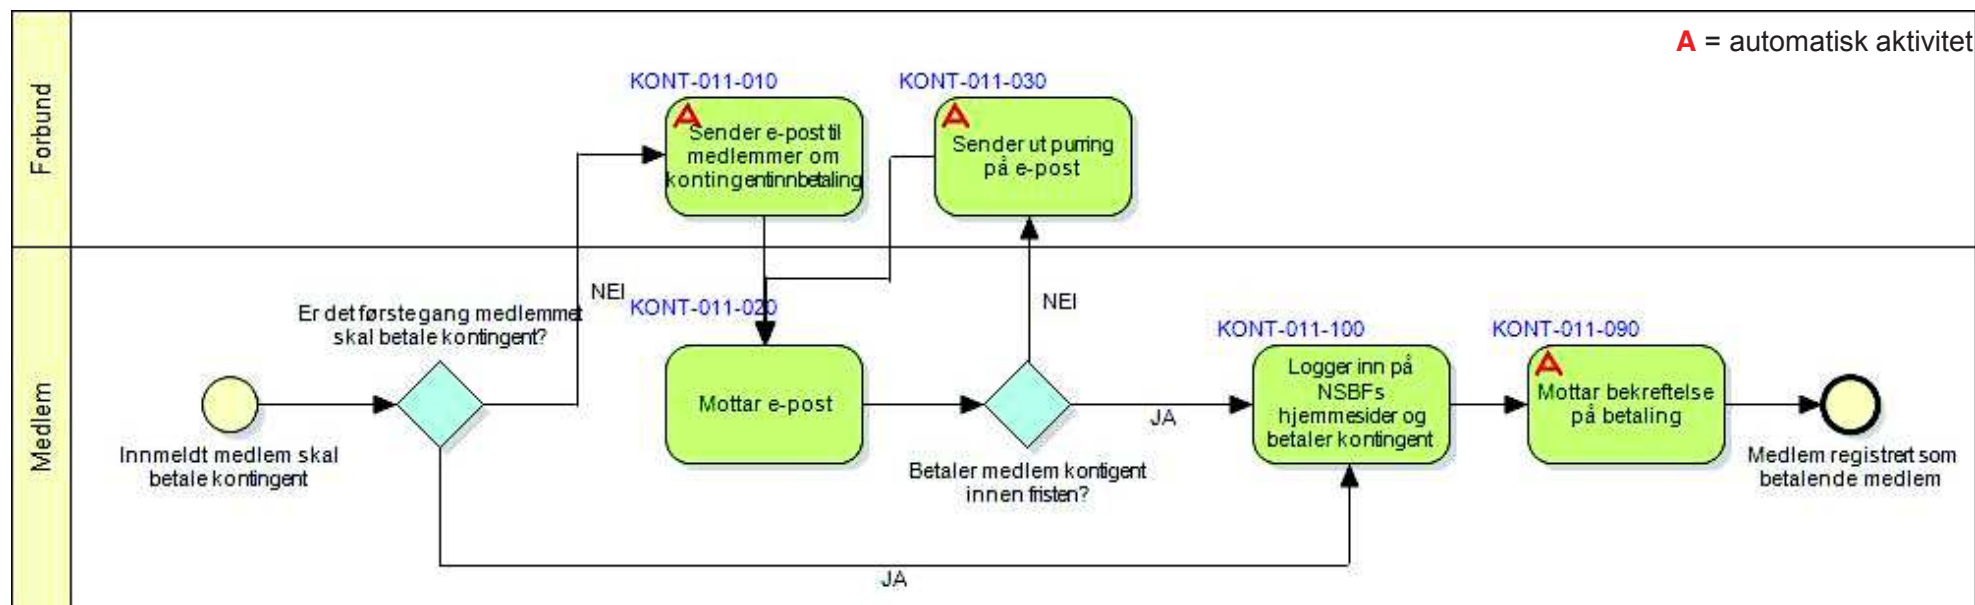 A = automatisk aktivitet
Forbund
KONT-011-010
Sender e-post til
medlemmer om
kontingentinnbetaling
KONT-011-030
Sender ut purring
på e-post
Medlem
Innmeldt medlem skal
betale kontingent
Er det første gang medlemmet
skal betale kontingent?
NEI
KONT-011-020
Mottar e-post
NEI
Betaler medlem kontigent
innen fristen?
JA
KONT-011-100
Logger inn på
NSBFs
hjemmesider og
betaler kontingent
KONT-011-090
Mottar bekreftelse
på betaling
Medlem registrert som
betalende medlem
JA